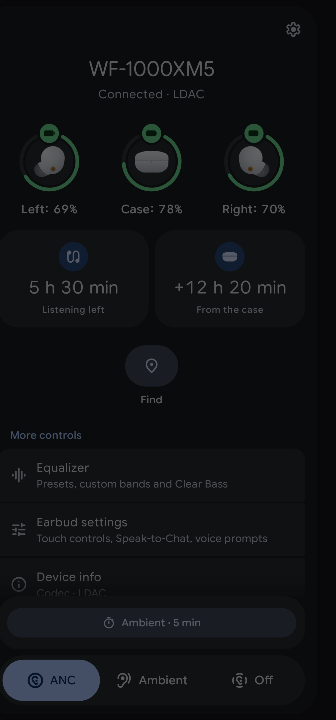 WF-1000XM5
Connected · LDAC
Left: 69%
Case: 78%
Right: 70%
5 h 30 min
Listening left
+12 h 20 min
From the case
Find
More controls
Equalizer
Presets, custom bands and Clear Bass
Earbud settings
Touch controls, Speak-to-Chat, voice prompts
Device info
Codec · LDAC
Ambient · 5 min
ANC
Ambient
Off